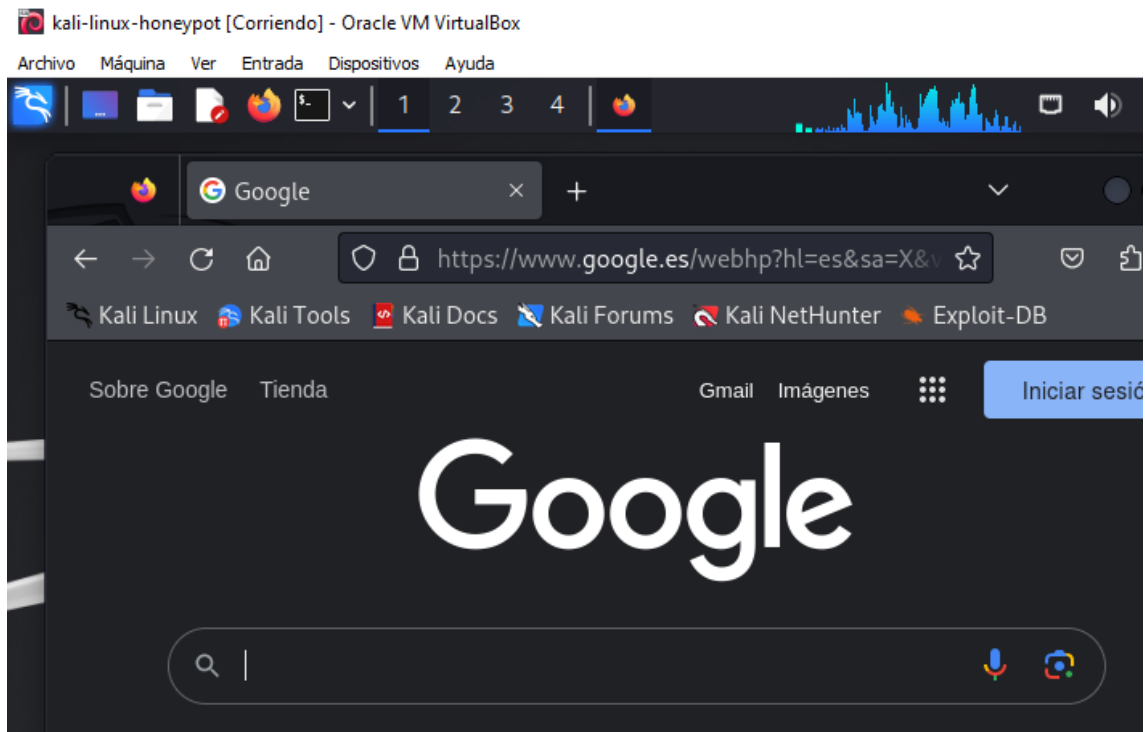 kali-linux-honeypot [Corriendo] - Oracle VM VirtualBox
Archivo Máquina Ver Entrada Dispositivos Ayuda
1 2 3 4
Google
https://www.google.es/webhp?hl=es&sa=X&v
Kali Linux Kali Tools Kali Docs Kali Forums Kali NetHunter Exploit-DB
Sobre Google Tienda Gmail Imágenes Iniciar sesió
Google